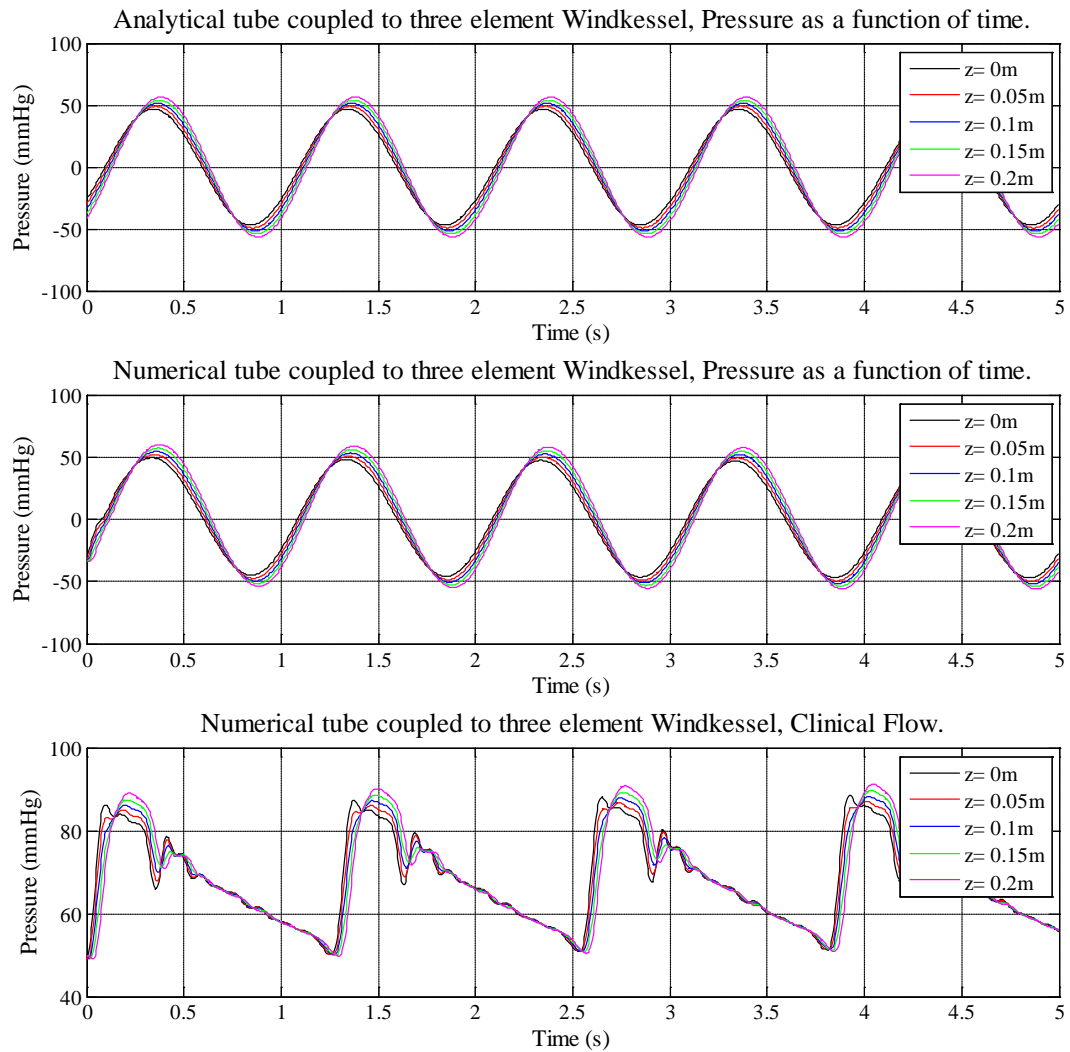 Analytical tube coupled to three element Windkessel, Pressure as a function of time.
100
50
0
-50
-100
Pressure (mmHg)
z= 0m
z= 0.05m
z= 0.1m
z= 0.15m
z= 0.2m
0 0.5 1 1.5 2 2.5 3 3.5 4 4.5 5
Time (s)
Numerical tube coupled to three element Windkessel, Pressure as a function of time.
100
50
0
-50
-100
Pressure (mmHg)
z= 0m
z= 0.05m
z= 0.1m
z= 0.15m
z= 0.2m
0 0.5 1 1.5 2 2.5 3 3.5 4 4.5 5
Time (s)
Numerical tube coupled to three element Windkessel, Clinical Flow.
100
80
60
40
Pressure (mmHg)
z= 0m
z= 0.05m
z= 0.1m
z= 0.15m
z= 0.2m
0 0.5 1 1.5 2 2.5 3 3.5 4 4.5 5
Time (s)